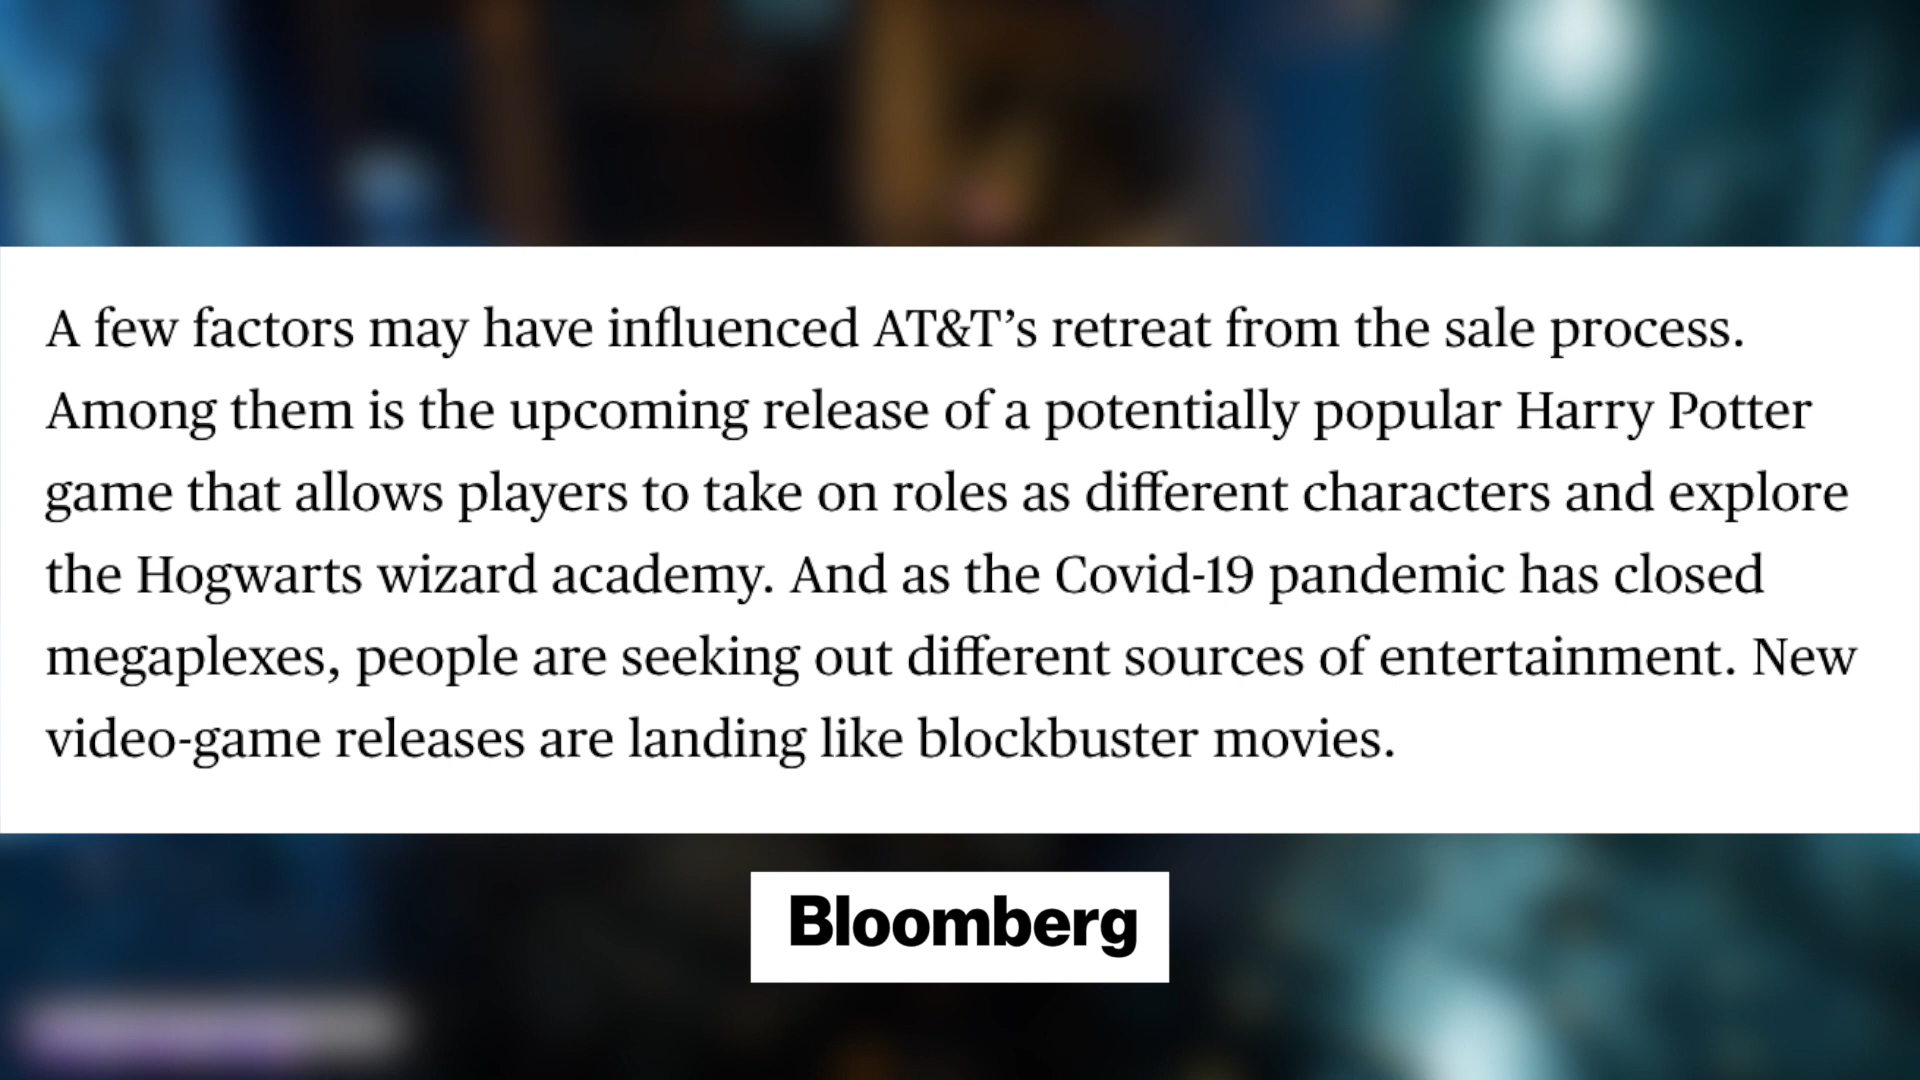 A few factors may have influenced AT&T’s retreat from the sale process.
Among them is the upcoming release of a potentially popular Harry Potter
game that allows players to take on roles as different characters and explore
the Hogwarts wizard academy. And as the Covid-19 pandemic has closed
megaplexes, people are seeking out different sources of entertainment. New
video-game releases are landing like blockbuster movies.
Bloomberg